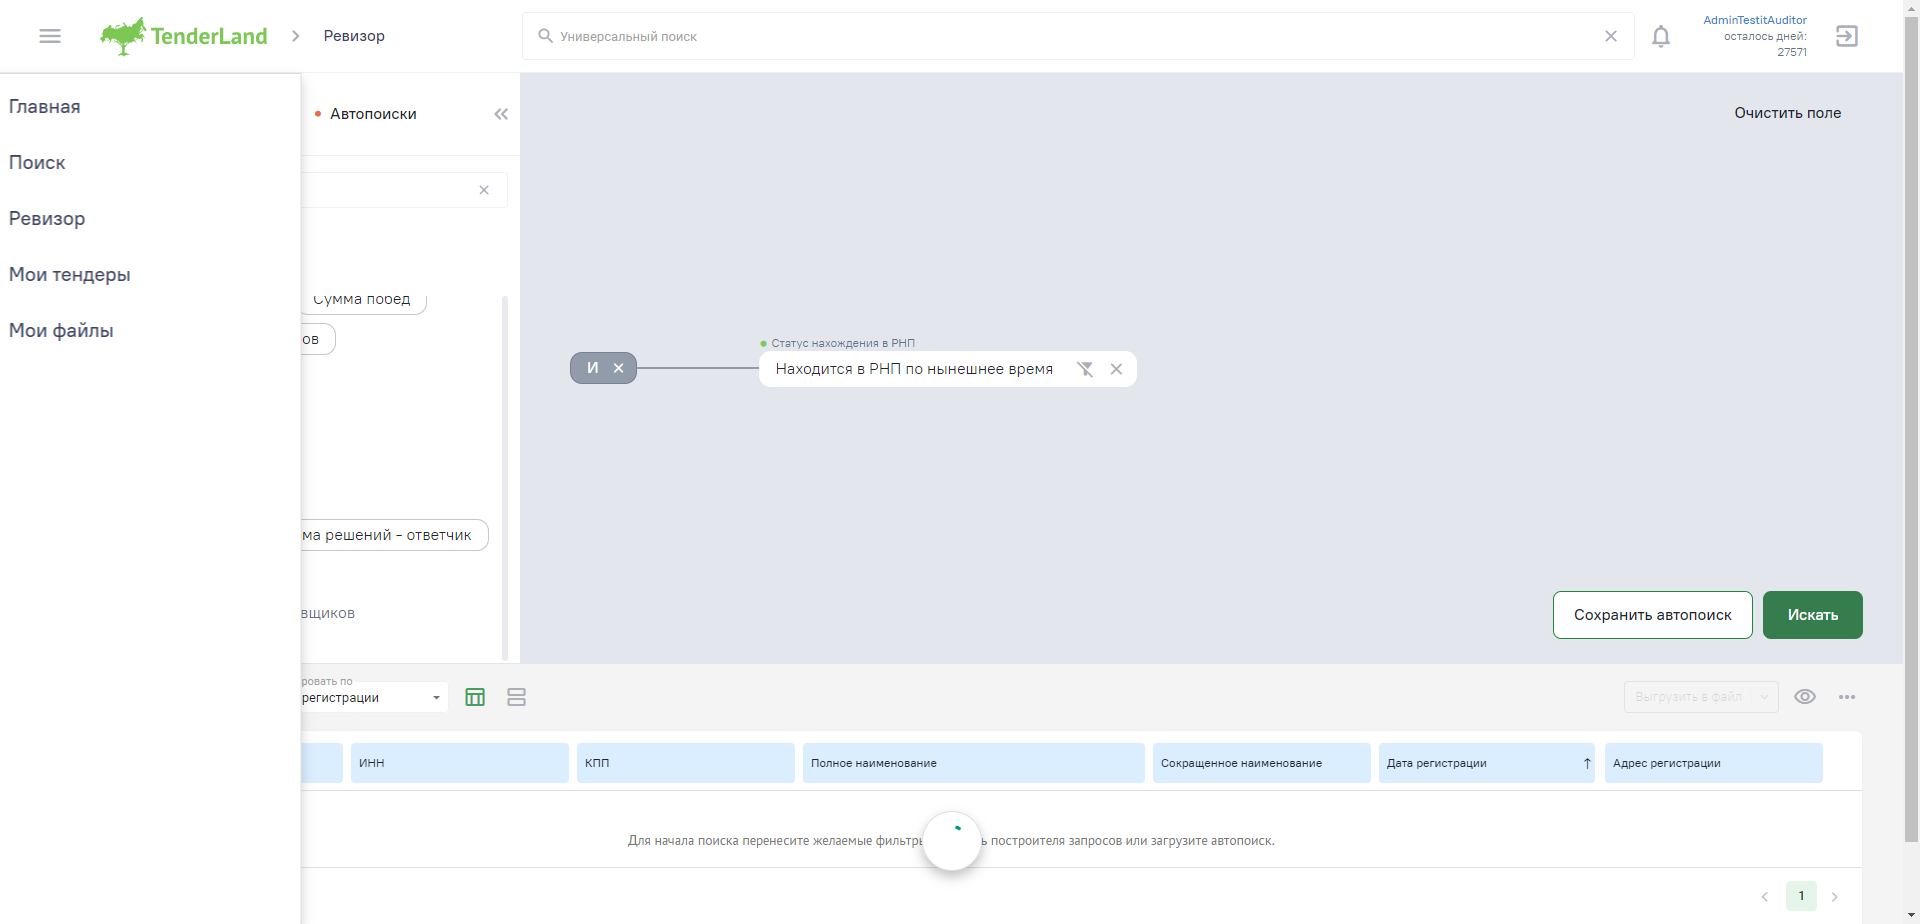 TenderLand
Ревизор
Универсальный поиск
AdminTestitAuditor
осталось дней:
27571
Главная
Поиск
Ревизор
Мои тендеры
Мои файлы
Автопоиски
Очистить поле
Сумма побед
ов
ма решений - ответчик
вщиков
Статус нахождения в РНП
И
Находится в РНП по нынешнее время
Сохранить автопоиск
Искать
ровать по
регистрации
Выгрузить в файл
ИНН
КПП
Полное наименование
Сокращенное наименование
Дата регистрации
Адрес регистрации
Для начала поиска перенесите желаемые фильтры ь построителя запросов или загрузите автопоиск.
1